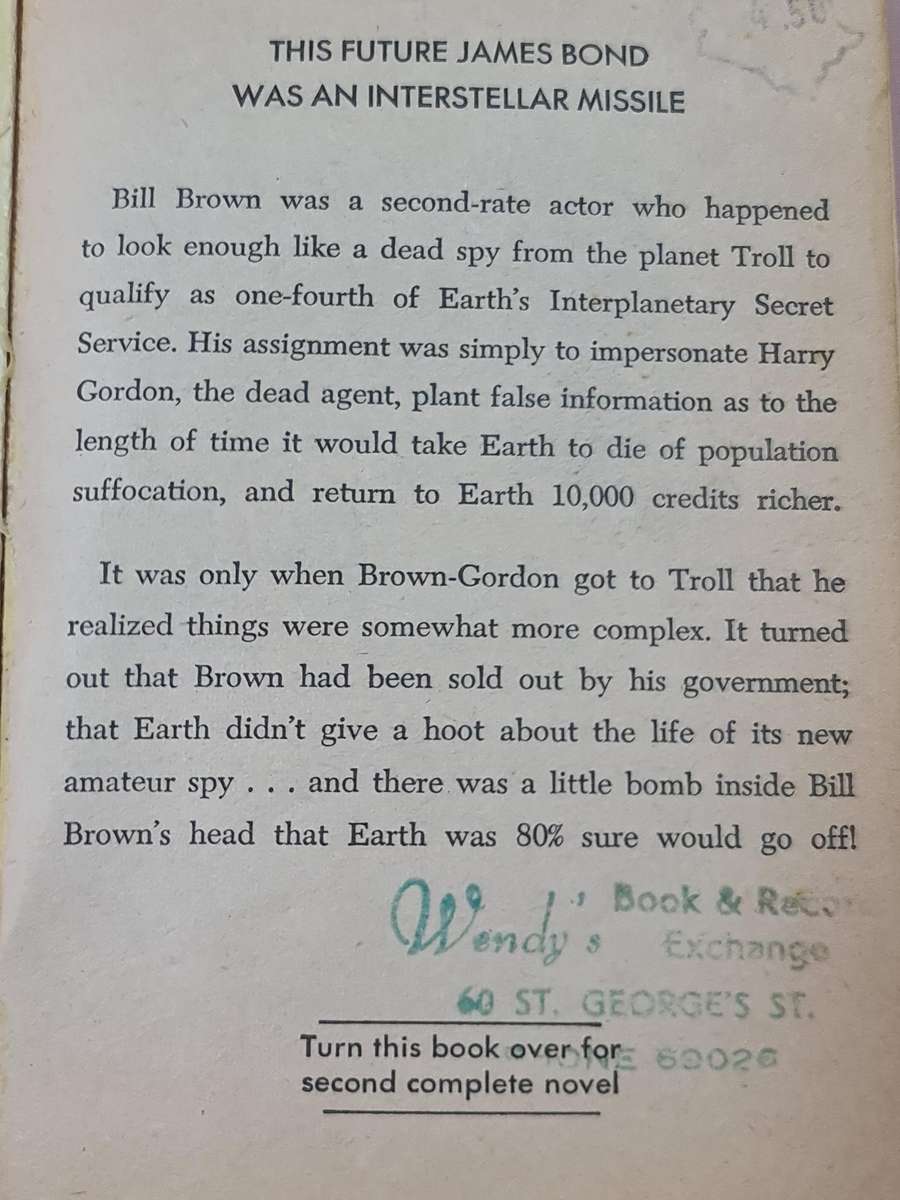 4.50
THIS FUTURE JAMES BOND
WAS AN INTERSTELLAR MISSILE
Bill Brown was a second-rate actor who happened
to look enough like a dead spy from the planet Troll to
qualify as one-fourth of Earth's Interplanetary Secret
Service. His assignment was simply to impersonate Harry
Gordon, the dead agent, plant false information as to the
length of time it would take Earth to die of population
suffocation, and return to Earth 10,000 credits richer.
It was only when Brown-Gordon got to Troll that he
realized things were somewhat more complex. It turned
out that Brown had been sold out by his government;
that Earth didn't give a hoot about the life of its new
amateur spy . . . and there was a little bomb inside Bill
Brown's head that Earth was 80% sure would go off!
Wendy's Book &
Exchange
60 ST. GEORGE'S ST.
Turn this book over for
second complete novel